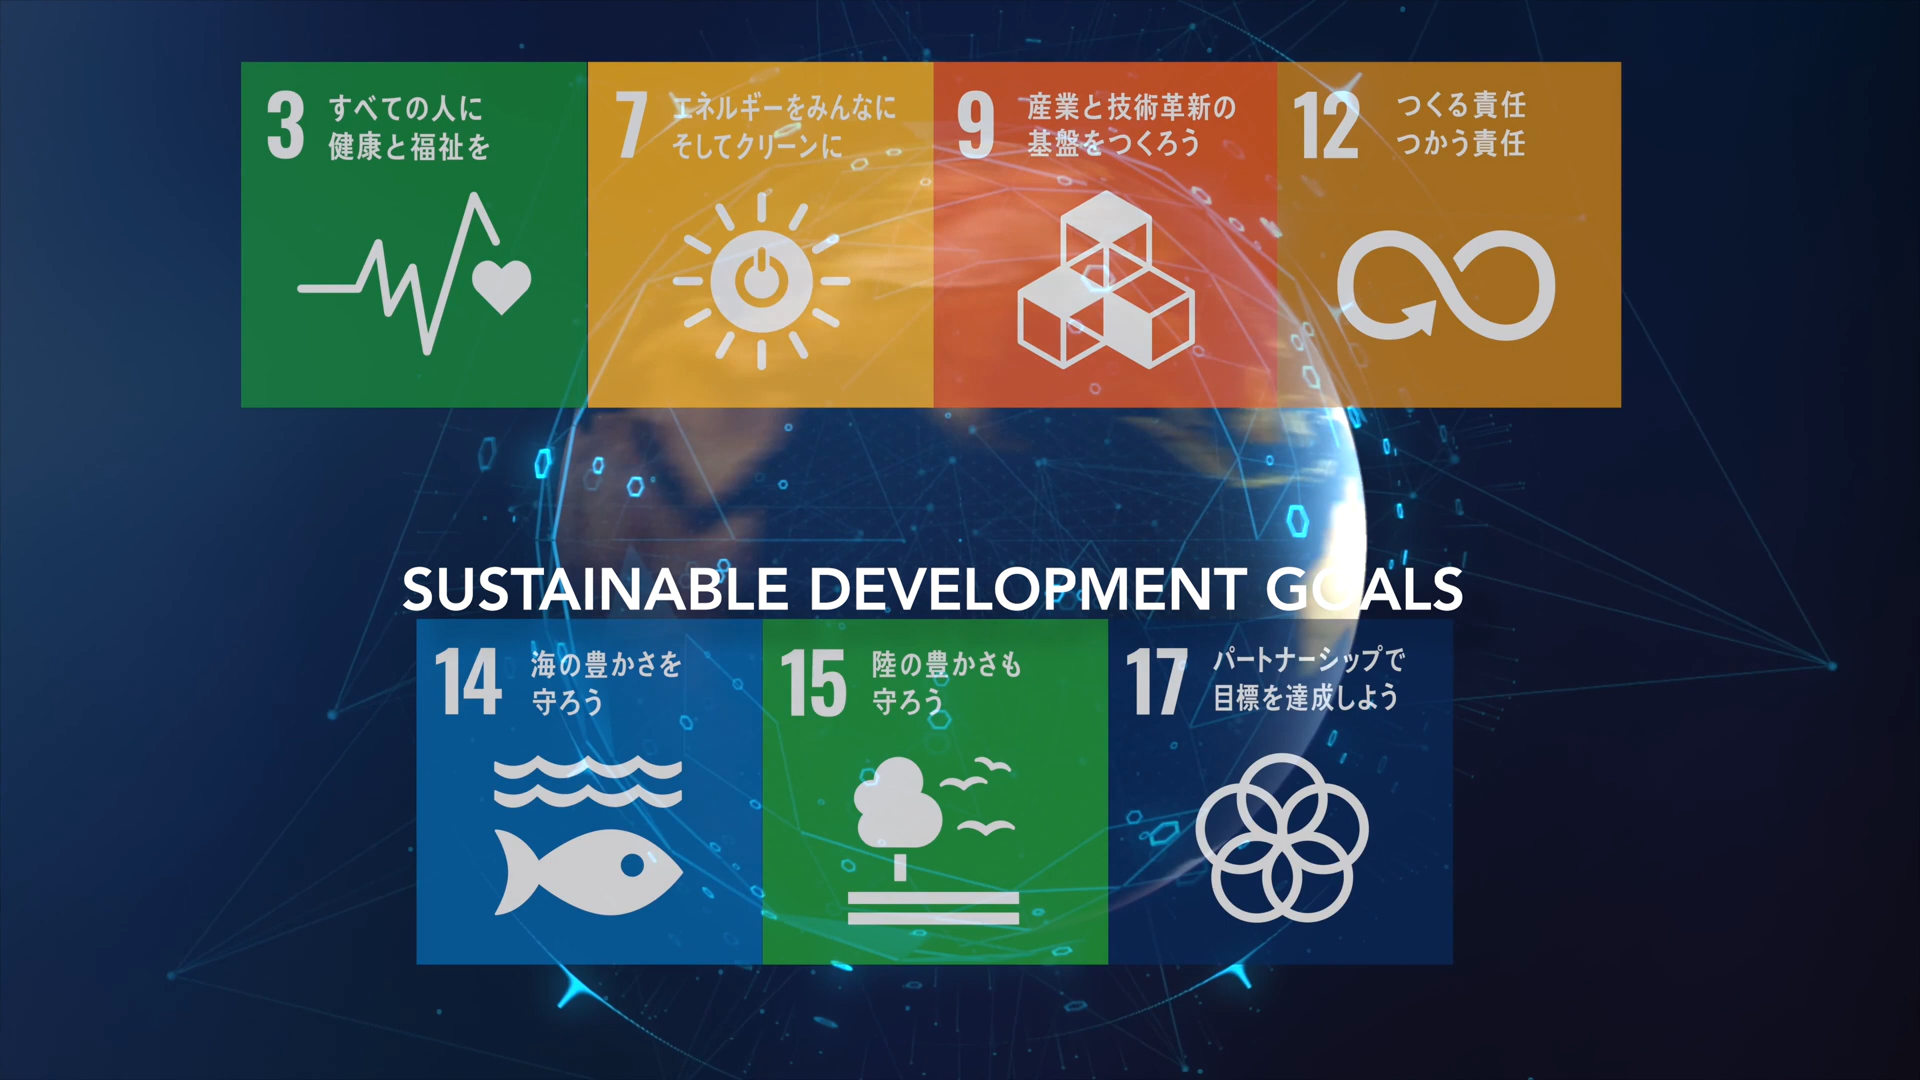 3
すべての人に
健康と福祉を
7
エネルギーをみんなに
そしてクリーンに
9
産業と技術革新の
基盤をつくろう
12
つくる責任
つかう責任
SUSTAINABLE DEVELOPMENT GOALS
14
海の豊かさを
守ろう
15
陸の豊かさも
守ろう
17
パートナーシップで
目標を達成しよう